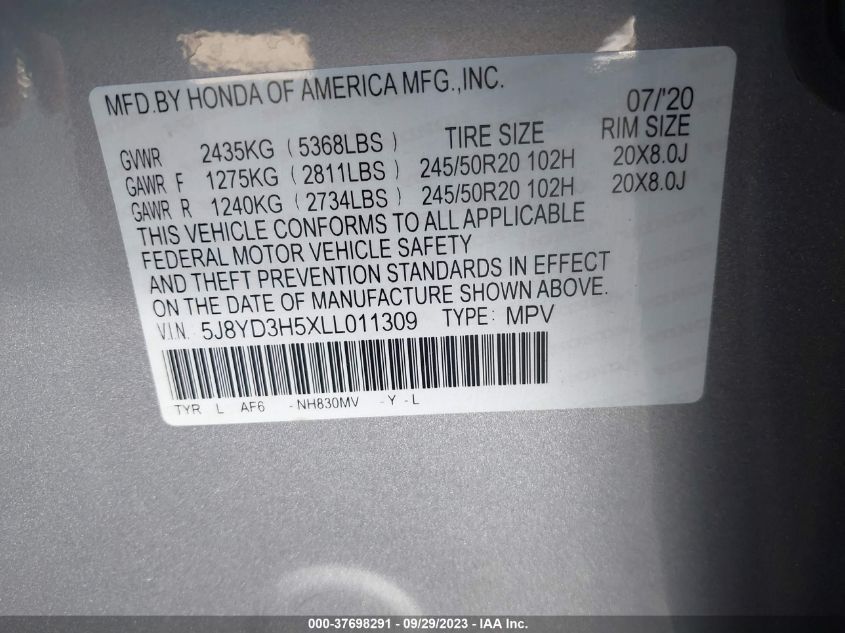 MFD.BY HONDA OF AMERICA MFG.,INC. 07/'20
GVWR 2435KG (5368LBS) TIRE SIZE RIM SIZE
GAWR F 1275KG (2811LBS) 245/50R20 102H 20X8.0J
GAWR R 1240KG (2734LBS) 245/50R20 102H 20X8.0J
THIS VEHICLE CONFORMS TO ALL APPLICABLE
FEDERAL MOTOR VEHICLE SAFETY
AND THEFT PREVENTION STANDARDS IN EFFECT
ON THE DATE OF MANUFACTURE SHOWN ABOVE.
V.I.N. 5J8YD3H5XLL011309 TYPE: MPV
TYR L AF6 -NH830MV -Y-L
000-37698291 - 09/29/2023 - IAA Inc.